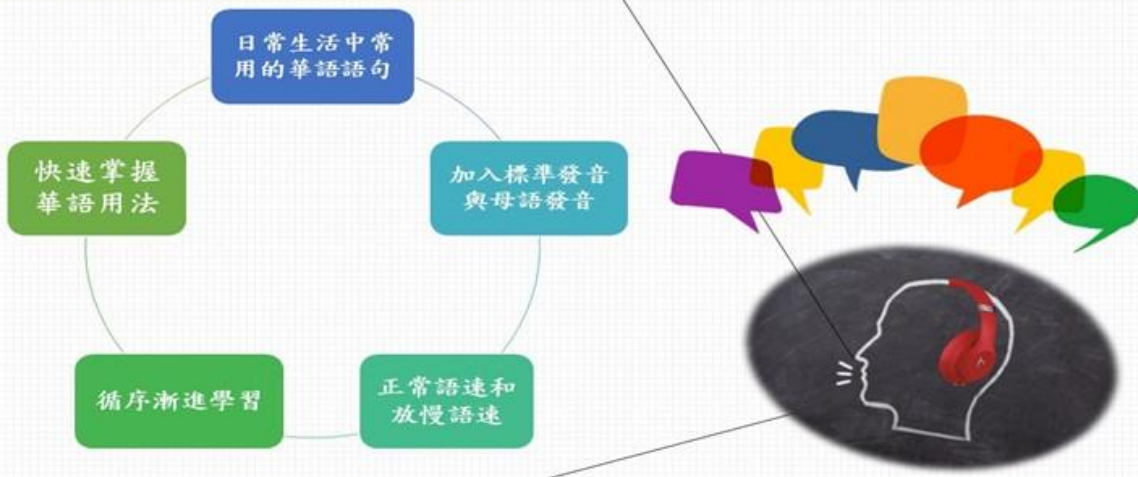 日常生活中常
用的華語語句
加入標準發音
與母語發音
正常語速和
放慢語速
循序漸進學習
快速掌握
華語用法